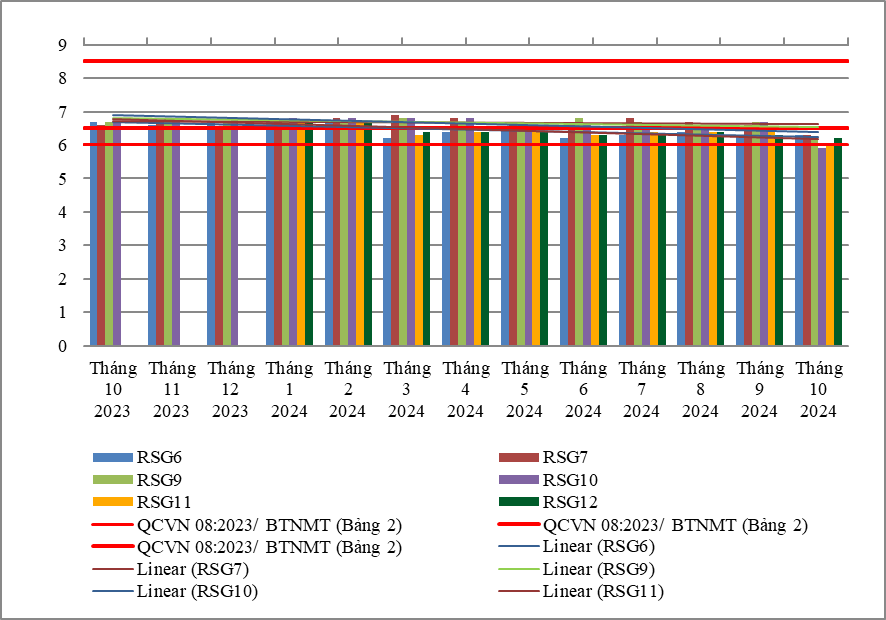 9
8
7
6
5
4
3
2
1
0
Tháng Tháng Tháng Tháng Tháng Tháng Tháng Tháng Tháng Tháng Tháng Tháng Tháng
10 11 12 1 2 3 4 5 6 7 8 9 10
2023 2023 2023 2024 2024 2024 2024 2024 2024 2024 2024 2024 2024
RSG6 RSG7
RSG9 RSG10
RSG11 RSG12
QCVN 08:2023/ BTNMT (Bảng 2) QCVN 08:2023/ BTNMT (Bảng 2)
QCVN 08:2023/ BTNMT (Bảng 2) Linear (RSG6)
Linear (RSG7) Linear (RSG9)
Linear (RSG10) Linear (RSG11)